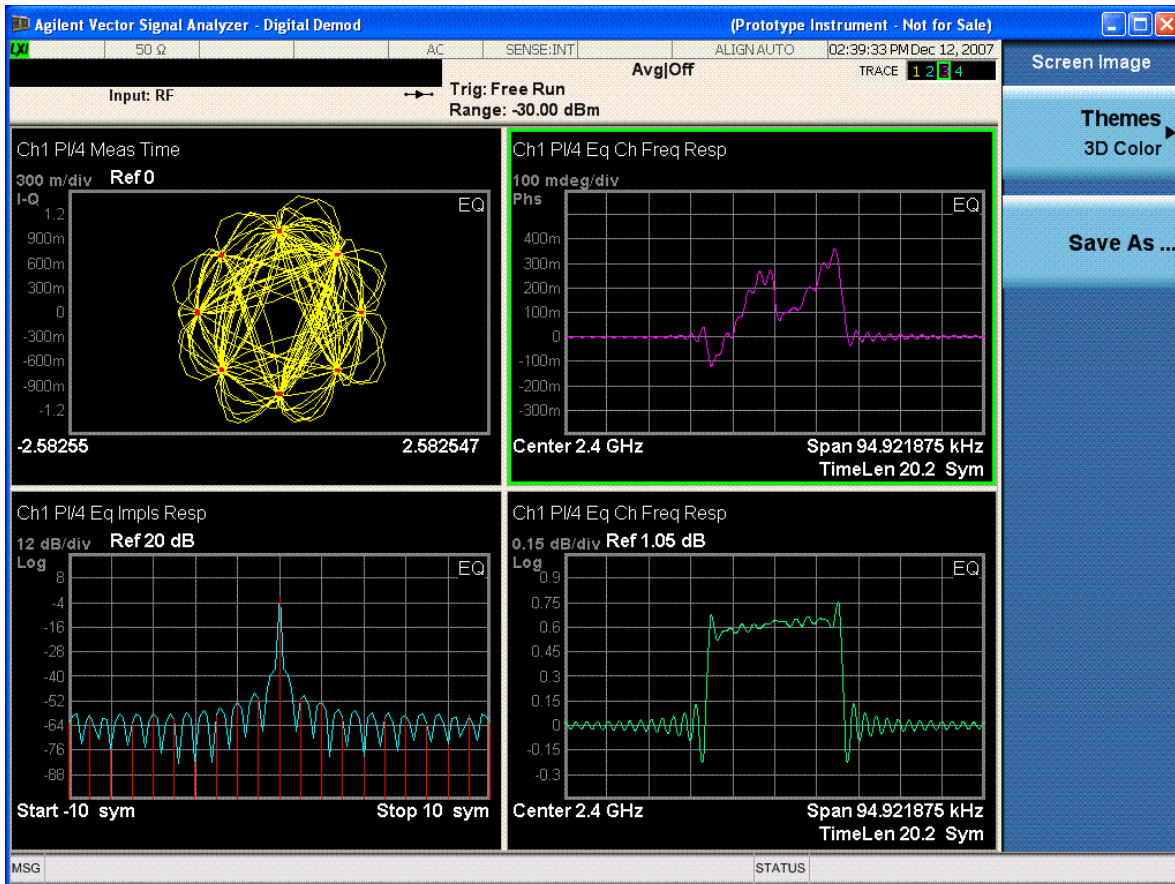 Agilent Vector Signal Analyzer - Digital Demod (Prototype Instrument - Not for Sale)
LXI 50 Ω AC SENSE:INT ALIGN AUTO 02:39:33 PM Dec 12, 2007
Avg|Off TRACE 1 2 3 4
Input: RF
Trig: Free Run
Range: -30.00 dBm
Screen Image
Themes
3D Color
Save As ...
Ch1 PI/4 Meas Time
300 m/div Ref 0
I-Q
EQ
1.2
900m
600m
300m
0
-300m
-600m
-900m
-1.2
-2.58255 2.582547
Ch1 PI/4 Eq Ch Freq Resp
100 mdeg/div
Phs
EQ
400m
300m
200m
100m
0
-100m
-200m
-300m
Center 2.4 GHz Span 94.921875 kHz
TimeLen 20.2 Sym
Ch1 PI/4 Eq Impls Resp
12 dB/div Ref 20 dB
Log
EQ
8
-4
-16
-28
-40
-52
-64
-76
-88
Start -10 sym Stop 10 sym
Ch1 PI/4 Eq Ch Freq Resp
0.15 dB/div Ref 1.05 dB
Log
EQ
0.9
0.75
0.6
0.45
0.3
0.15
0
-0.15
-0.3
Center 2.4 GHz Span 94.921875 kHz
TimeLen 20.2 Sym
MSG STATUS